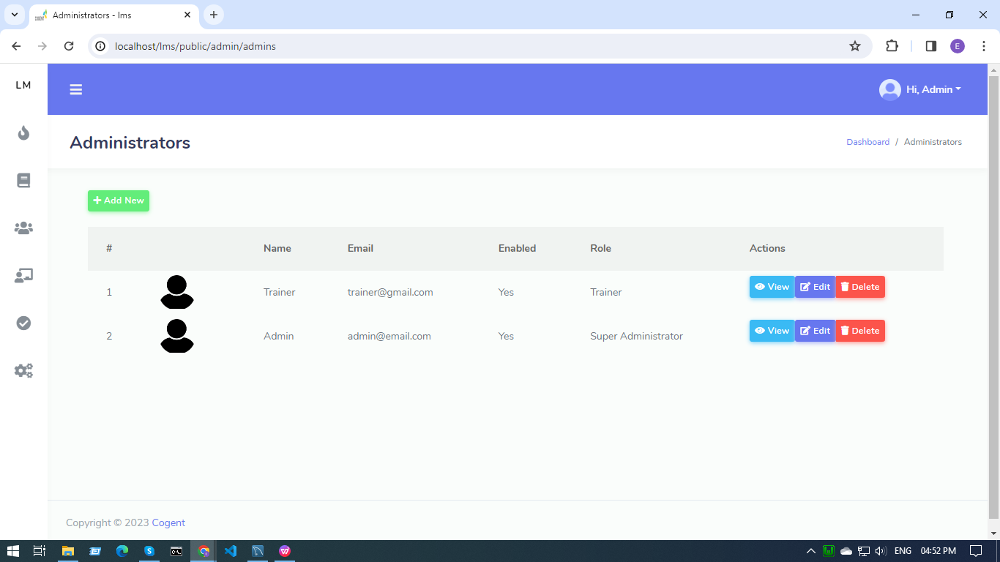 Administrators - lms
localhost/lms/public/admin/admins
E
LM
Hi, Admin
Administrators
Dashboard / Administrators
Add New
# Name Email Enabled Role Actions
1 Trainer trainer@gmail.com Yes Trainer View Edit Delete
2 Admin admin@email.com Yes Super Administrator View Edit Delete
Copyright © 2023 Cogent
ENG 04:52 PM